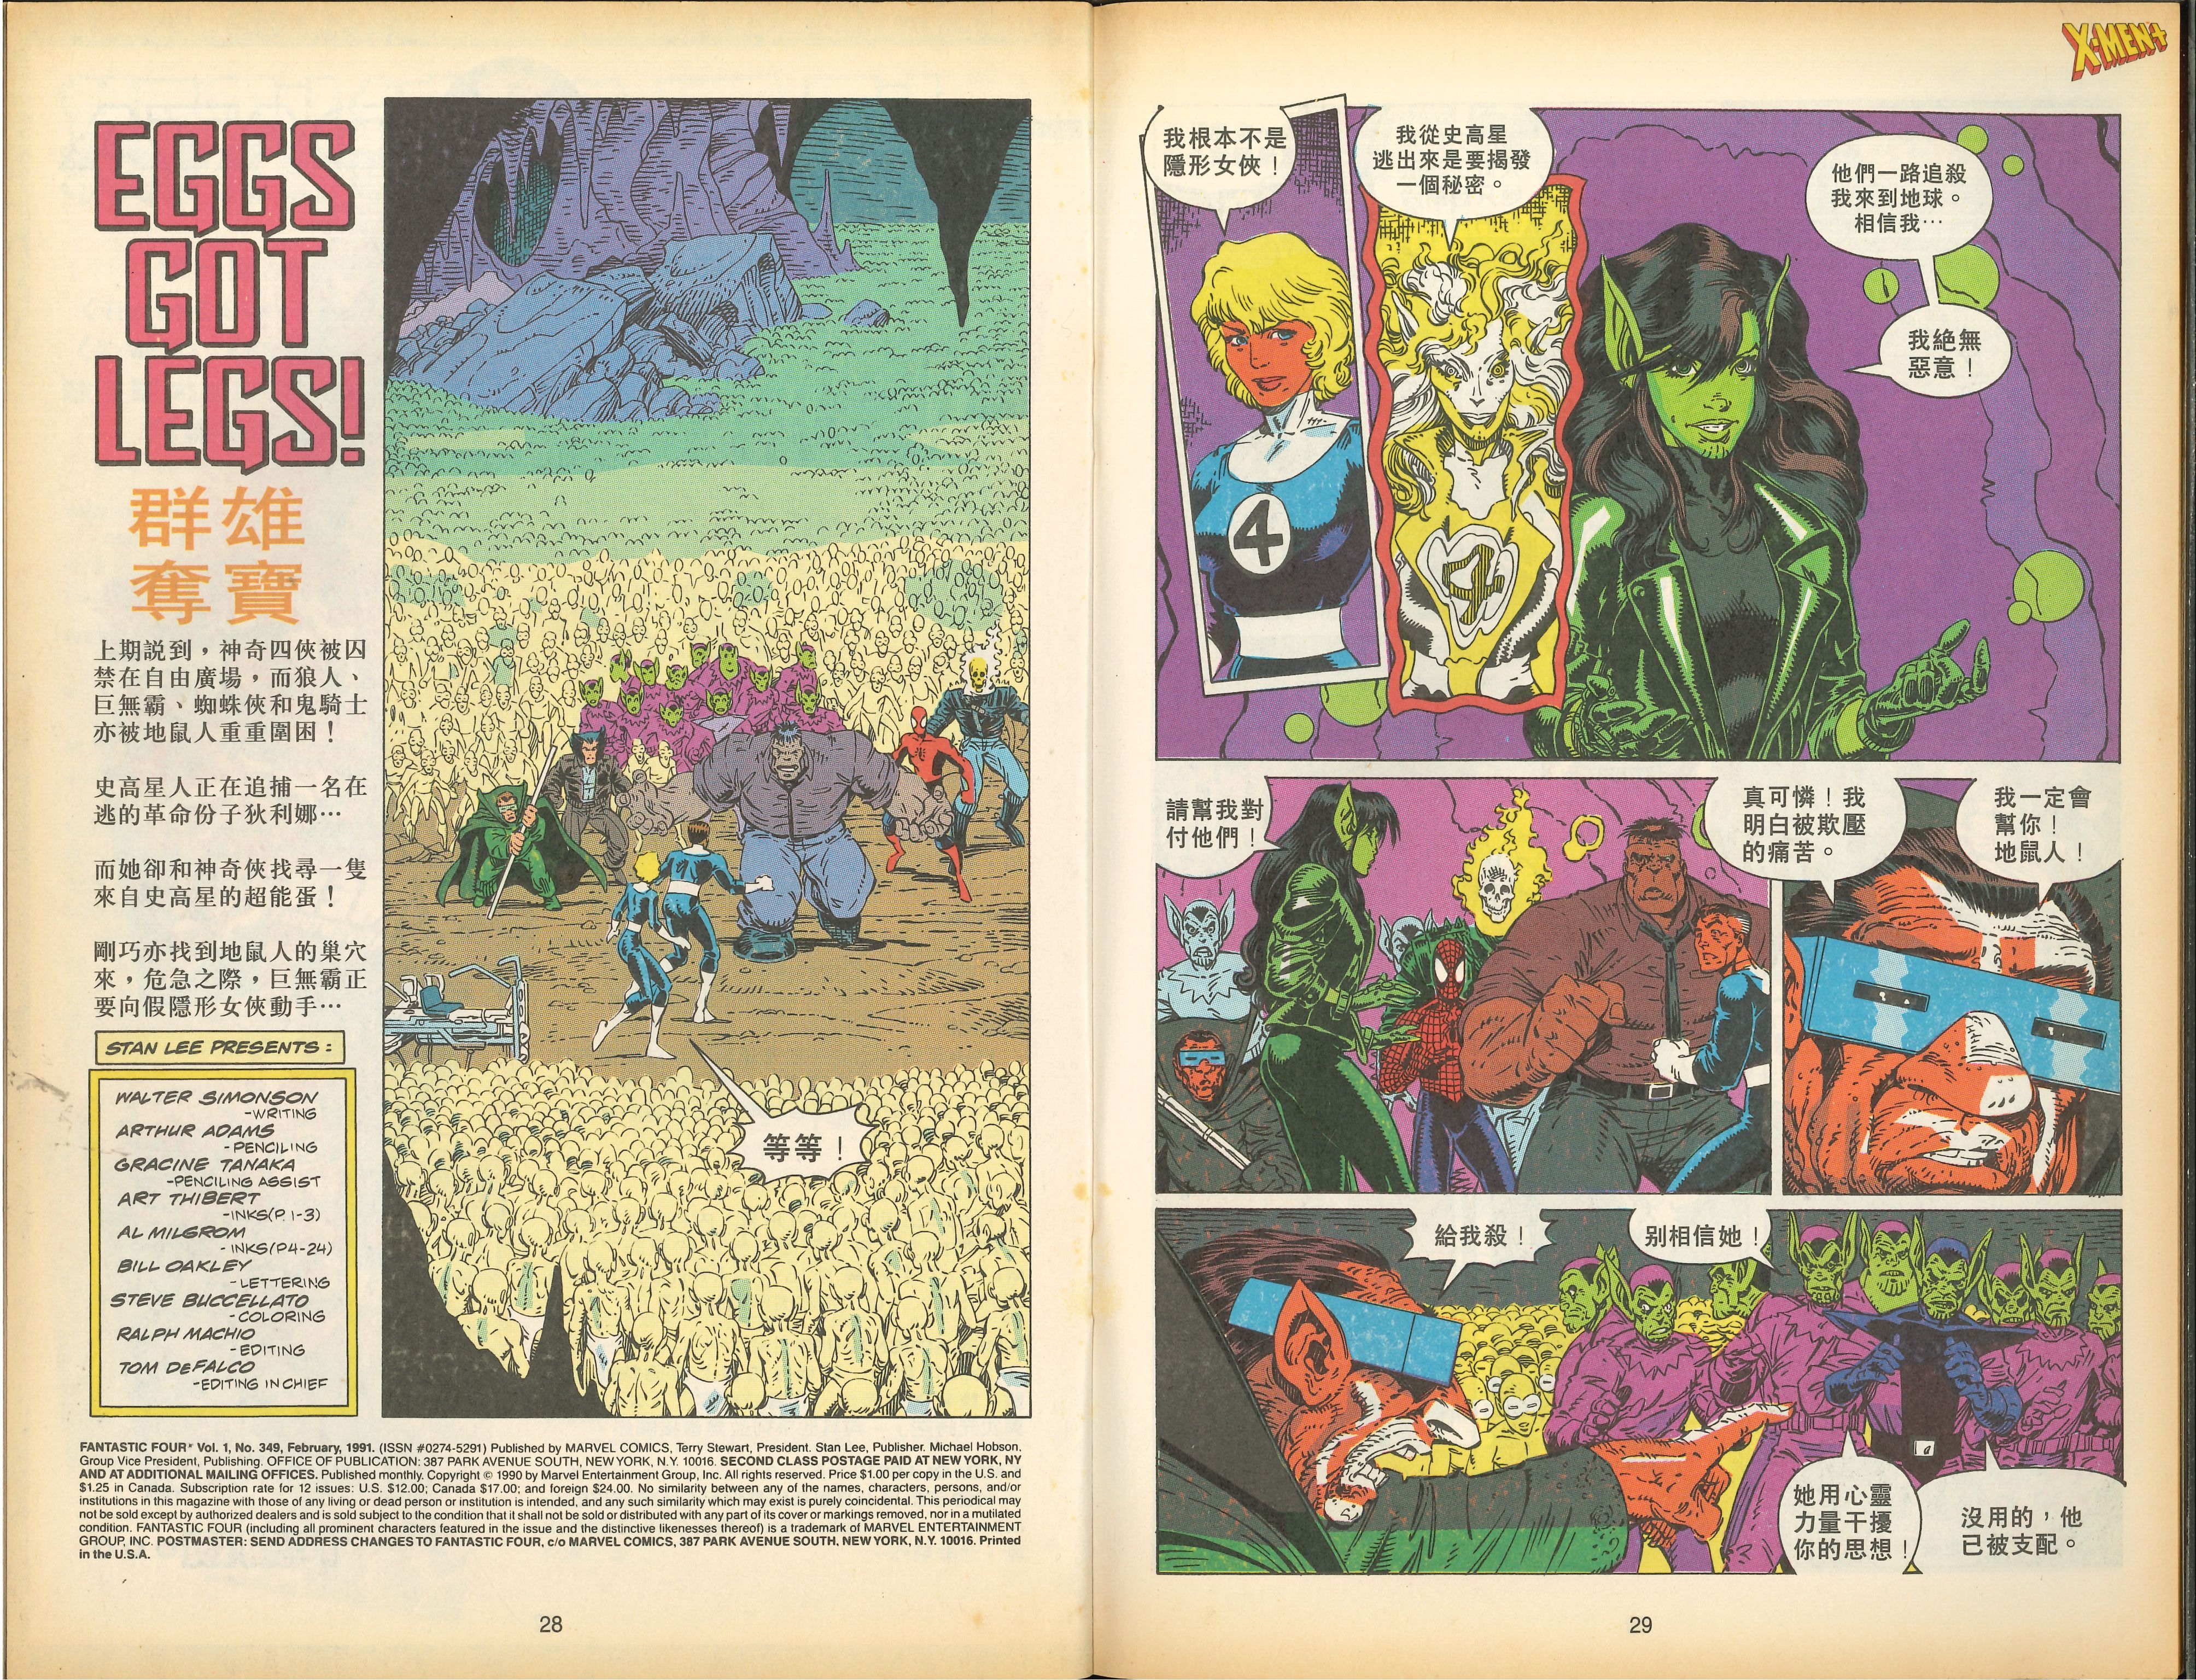 EGGS
GOT
LEGS!
群雄
奪寶
上期說到，神奇四俠被囚
禁在自由廣場，而狼人、
巨無霸、蜘蛛俠和鬼騎士
亦被地鼠人重重圍困！
史高星人正在追捕一名在
逃的革命份子狄利娜…
而她卻和神奇俠找尋一隻
來自史高星的超能蛋！
剛巧亦找到地鼠人的巢穴
來，危急之際，巨無霸正
要向假隱形女俠動手…
STAN LEE PRESENTS:
WALTER SIMONSON
-WRITING
ARTHUR ADAMS
-PENCILING
GRACINE TANAKA
-PENCILING ASSIST
ART THIBERT
-INKS(P. 1-3)
AL MILGROM
-INKS(P4-24)
BILL OAKLEY
-LETTERING
STEVE BUCCELLATO
-COLORING
RALPH MACHIO
-EDITING
TOM DEFALCO
-EDITING IN CHIEF
等等！
FANTASTIC FOUR* Vol. 1, No. 349, February, 1991. (ISSN #0274-5291) Published by MARVEL COMICS, Terry Stewart, President. Stan Lee, Publisher. Michael Hobson,
Group Vice President, Publishing. OFFICE OF PUBLICATION: 387 PARK AVENUE SOUTH, NEW YORK, N.Y. 10016. SECOND CLASS POSTAGE PAID AT NEW YORK, NY
AND AT ADDITIONAL MAILING OFFICES. Published monthly. Copyright © 1990 by Marvel Entertainment Group, Inc. All rights reserved. Price $1.00 per copy in the U.S. and
$1.25 in Canada. Subscription rate for 12 issues: U.S. $12.00; Canada $17.00; and foreign $24.00. No similarity between any of the names, characters, persons, and/or
institutions in this magazine with those of any living or dead person or institution is intended, and any such similarity which may exist is purely coincidental. This periodical may
not be sold except by authorized dealers and is sold subject to the condition that it shall not be sold or distributed with any part of its cover or markings removed, nor in a mutilated
condition. FANTASTIC FOUR (including all prominent characters featured in the issue and the distinctive likenesses thereof) is a trademark of MARVEL ENTERTAINMENT
GROUP, INC. POSTMASTER: SEND ADDRESS CHANGES TO FANTASTIC FOUR, c/o MARVEL COMICS, 387 PARK AVENUE SOUTH, NEW YORK, N.Y. 10016. Printed
in the U.S.A.
28
X-MEN+
我根本不是
隱形女俠！
4
我從史高星
逃出來是要揭發
一個秘密。
4
他們一路追殺
我來到地球。
相信我…
我絕無
惡意！
請幫我對
付他們！
真可憐！我
明白被欺壓
的痛苦。
我一定會
幫你！
地鼠人！
給我殺！
别相信她！
她用心靈
力量干擾
你的思想！
沒用的，他
已被支配。
29